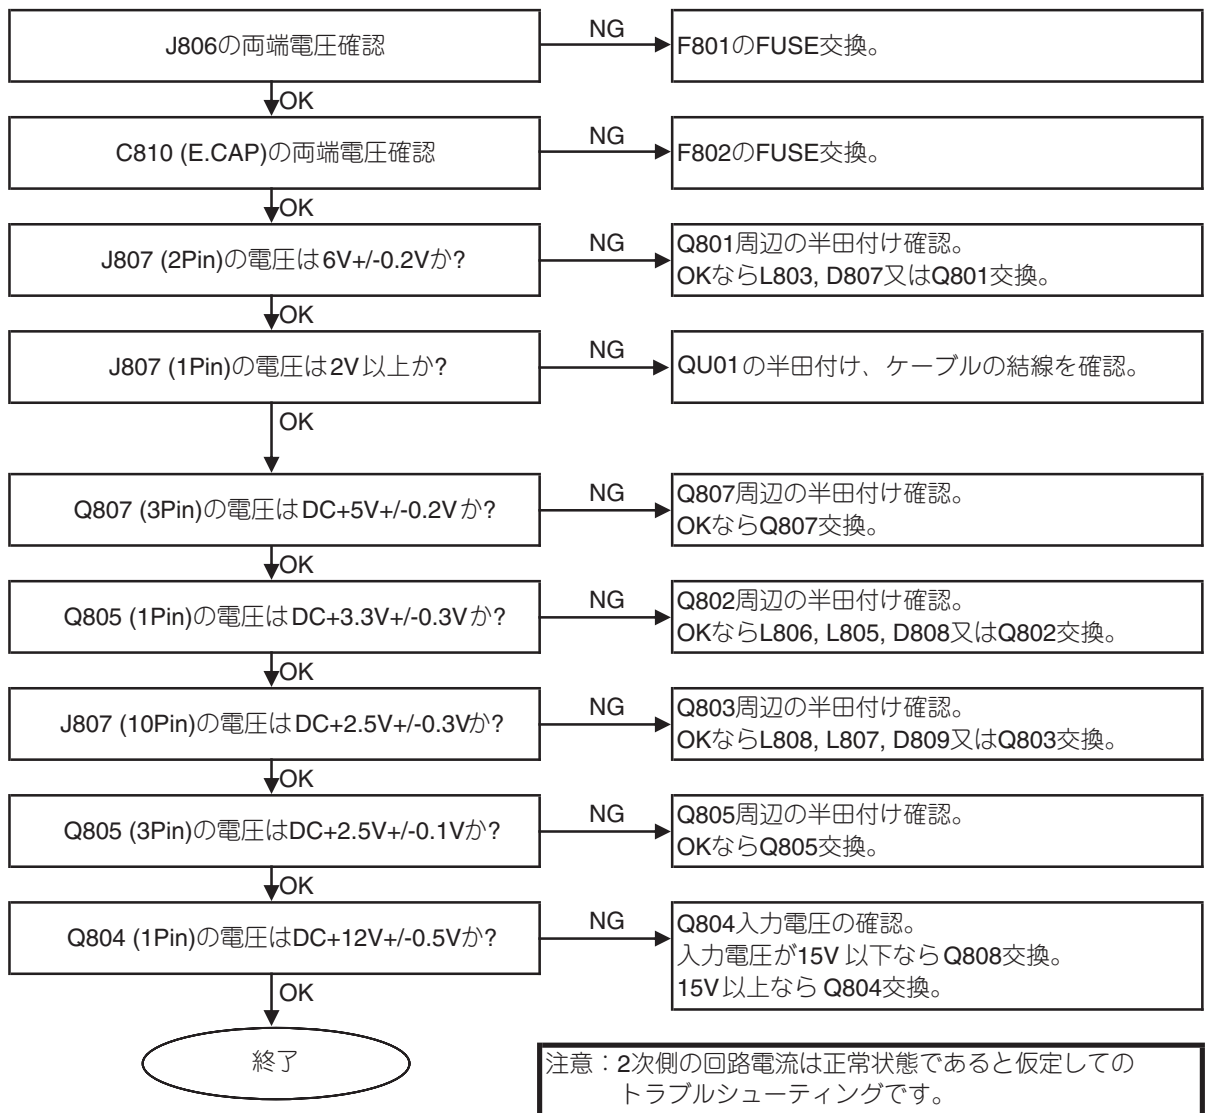 J806の両端電圧確認
NG
F801のFUSE交換。
OK
C810 (E.CAP)の両端電圧確認
NG
F802のFUSE交換。
OK
J807 (2Pin)の電圧は6V+/-0.2Vか?
NG
Q801周辺の半田付け確認。
OKならL803, D807又はQ801交換。
OK
J807 (1Pin)の電圧は2V以上か?
NG
QU01の半田付け、ケーブルの結線を確認。
OK
Q807 (3Pin)の電圧はDC+5V+/-0.2Vか?
NG
Q807周辺の半田付け確認。
OKならQ807交換。
OK
Q805 (1Pin)の電圧はDC+3.3V+/-0.3Vか?
NG
Q802周辺の半田付け確認。
OKならL806, L805, D808又はQ802交換。
OK
J807 (10Pin)の電圧はDC+2.5V+/-0.3Vか?
NG
Q803周辺の半田付け確認。
OKならL808, L807, D809又はQ803交換。
OK
Q805 (3Pin)の電圧はDC+2.5V+/-0.1Vか?
NG
Q805周辺の半田付け確認。
OKならQ805交換。
OK
Q804 (1Pin)の電圧はDC+12V+/-0.5Vか?
NG
Q804入力電圧の確認。
入力電圧が15V以下ならQ808交換。
15V以上ならQ804交換。
OK
終了
注意：2次側の回路電流は正常状態であると仮定しての
トラブルシューティングです。